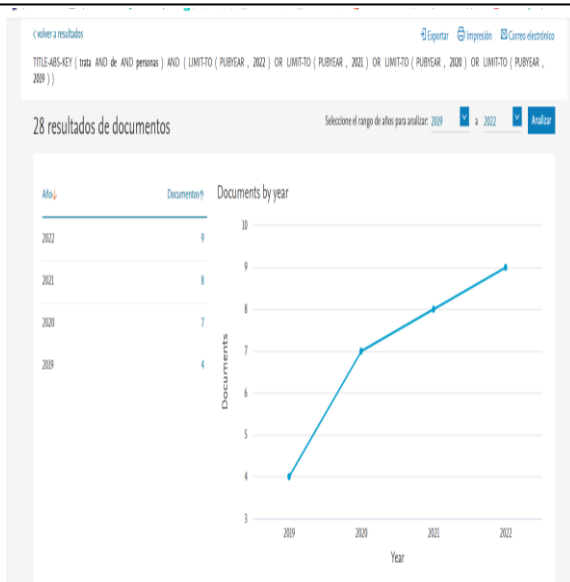 < volver a resultados
Exportar Impresión Correo electrónico
TITLE-ABS-KEY ( trata AND de AND personas ) AND ( LIMIT-TO ( PUBYEAR , 2022 ) OR LIMIT-TO ( PUBYEAR , 2021 ) OR LIMIT-TO ( PUBYEAR , 2020 ) OR LIMIT-TO ( PUBYEAR ,
2019 ) )
28 resultados de documentos
Seleccione el rango de años para analizar: 2019 a 2022 Analizar
Año↓ Documentos↑
2022 9
2021 8
2020 7
2019 4
Documents by year
10
9
8
7
6
5
4
3
Documents
2019 2020 2021 2022
Year